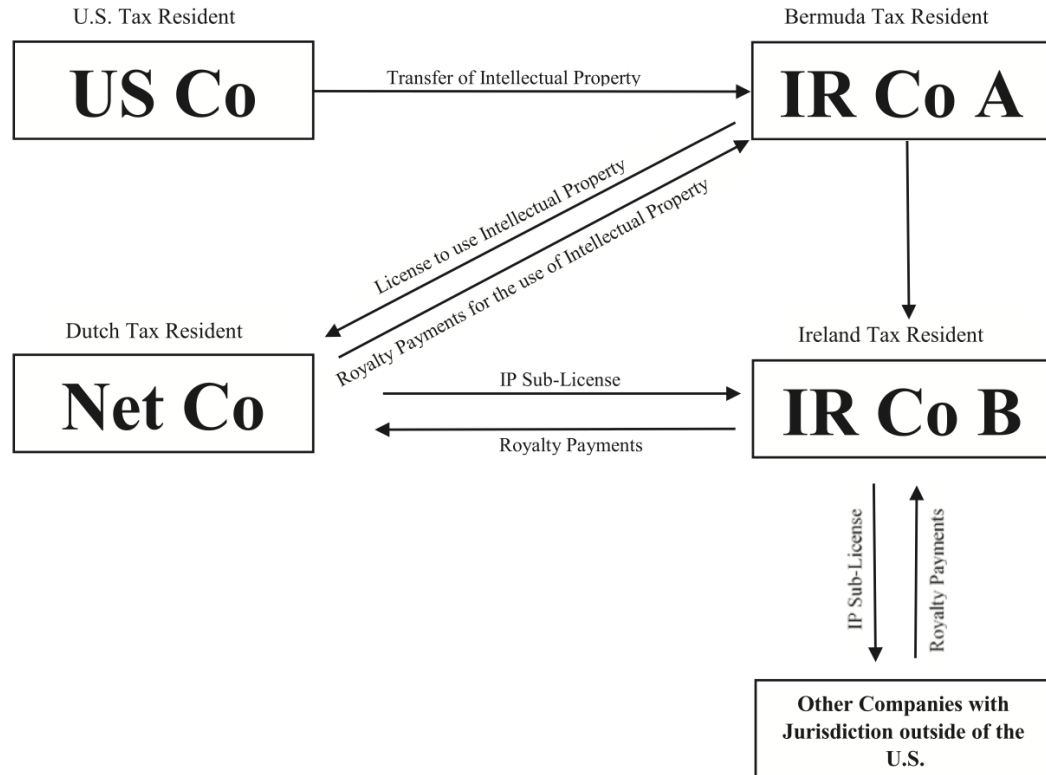 U.S. Tax Resident
US Co
Transfer of Intellectual Property
Bermuda Tax Resident
IR Co A
License to use Intellectual Property
Royalty Payments for the use of Intellectual Property
Dutch Tax Resident
Net Co
IP Sub-License
Royalty Payments
Ireland Tax Resident
IR Co B
IP Sub-License
Royalty Payments
Other Companies with
Jurisdiction outside of the
U.S.